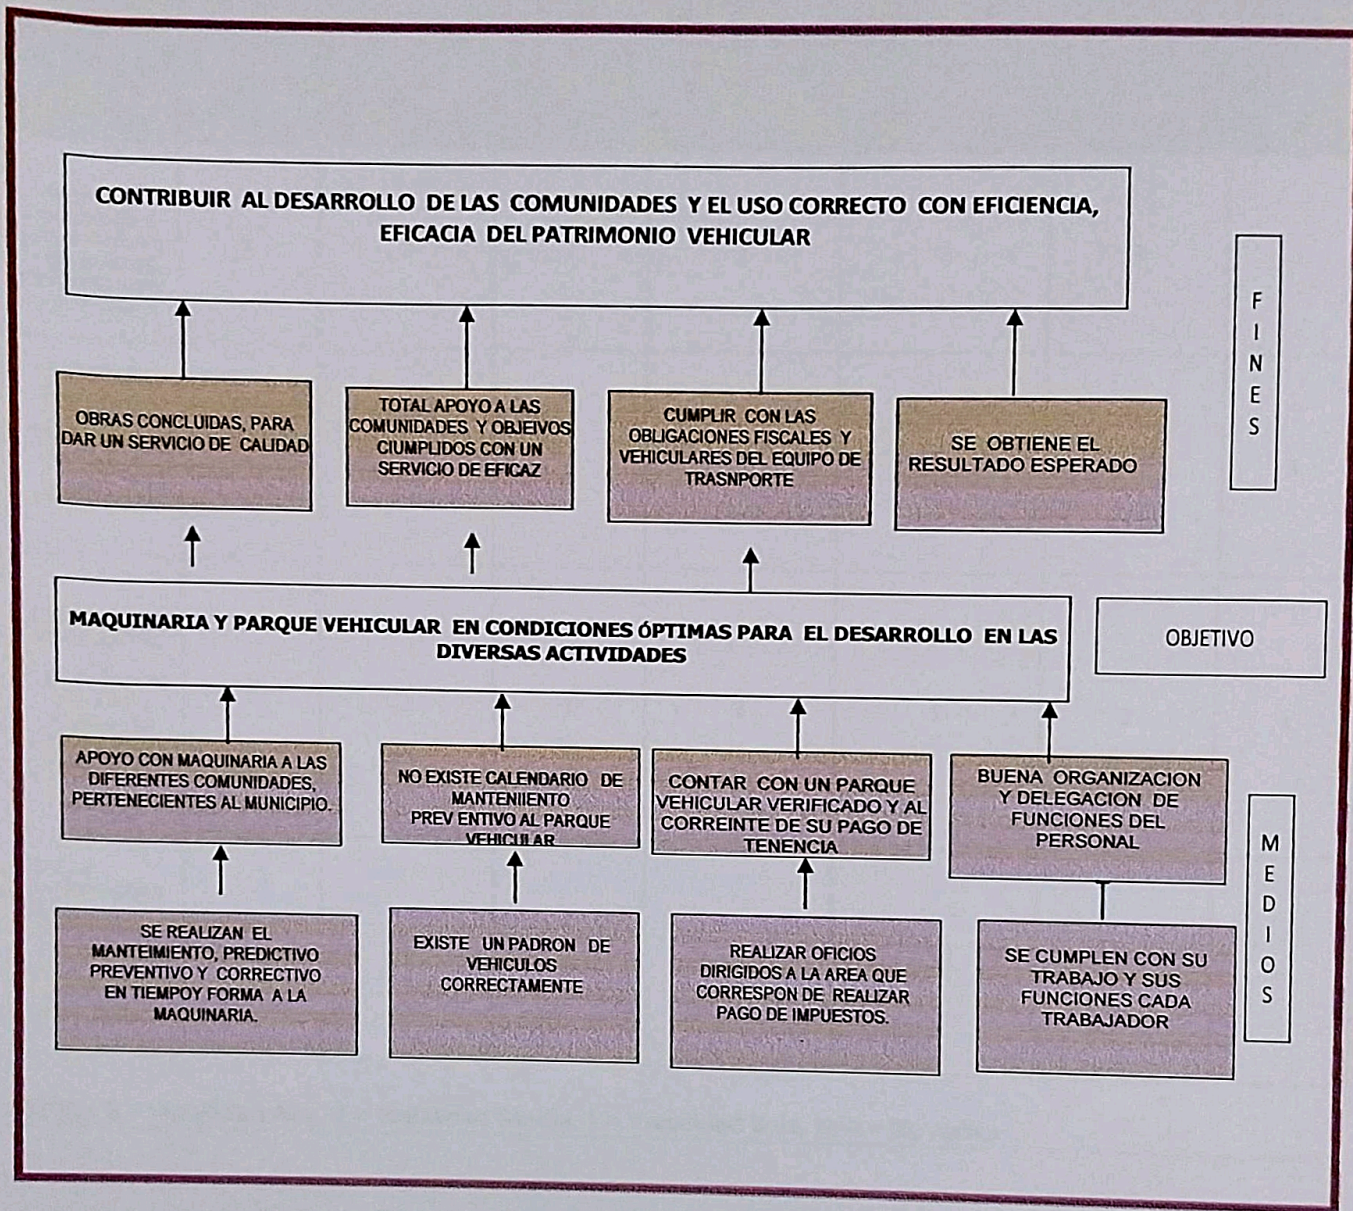 CONTRIBUIR AL DESARROLLO DE LAS COMUNIDADES Y EL USO CORRECTO CON EFICIENCIA,
EFICACIA DEL PATRIMONIO VEHICULAR
FINES
OBRAS CONCLUIDAS, PARA
DAR UN SERVICIO DE CALIDAD
TOTAL APOYO A LAS
COMUNIDADES Y OBJEIVOS
CIUMPLIDOS CON UN
SERVICIO DE EFICAZ
CUMPLIR CON LAS
OBLIGACIONES FISCALES Y
VEHICULARES DEL EQUIPO DE
TRASNPORTE
SE OBTIENE EL
RESULTADO ESPERADO
MAQUINARIA Y PARQUE VEHICULAR EN CONDICIONES óPTIMAS PARA EL DESARROLLO EN LAS
DIVERSAS ACTIVIDADES
OBJETIVO
APOYO CON MAQUINARIA A LAS
DIFERENTES COMUNIDADES,
PERTENECIENTES AL MUNICIPIO.
NO EXISTE CALENDARIO DE
MANTENIIENTO
PREV ENTIVO AL PARQUE
VEHICULAR
CONTAR CON UN PARQUE
VEHICULAR VERIFICADO Y AL
CORREINTE DE SU PAGO DE
TENENCIA
BUENA ORGANIZACION
Y DELEGACION DE
FUNCIONES DEL
PERSONAL
MEDIOS
SE REALIZAN EL
MANTEIMIENTO, PREDICTIVO
PREVENTIVO Y CORRECTIVO
EN TIEMPOY FORMA A LA
MAQUINARIA.
EXISTE UN PADRON DE
VEHICULOS
CORRECTAMENTE
REALIZAR OFICIOS
DIRIGIDOS A LA AREA QUE
CORRESPON DE REALIZAR
PAGO DE IMPUESTOS.
SE CUMPLEN CON SU
TRABAJO Y SUS
FUNCIONES CADA
TRABAJADOR